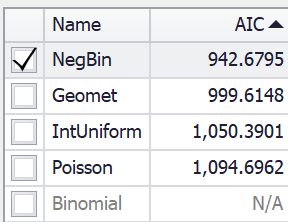 Name AIC
NegBin 942.6795
Geomet 999.6148
IntUniform 1,050.3901
Poisson 1,094.6962
Binomial N/A